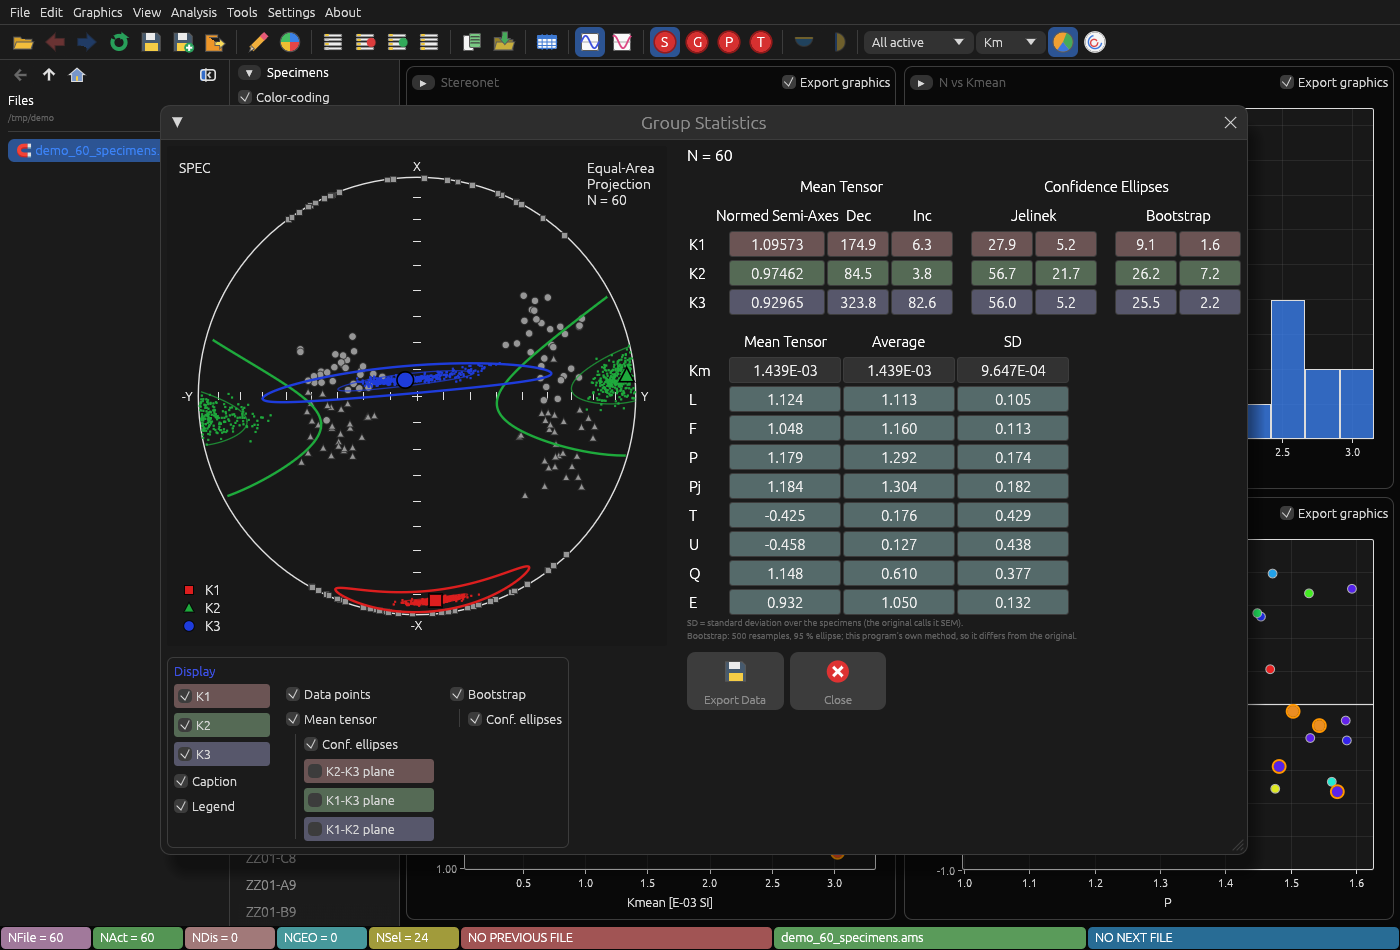 File Edit Graphics View Analysis Tools Settings About
S G P T All active Km
Files
/tmp/demo
demo_60_specimens.
Specimens
Color-coding
Stereonet
Export graphics
N vs Kmean
Export graphics
Group Statistics
SPEC
X
Equal-Area
Projection
N = 60
-Y
Y
-X
K1
K2
K3
N = 60
Mean Tensor Confidence Ellipses
Normed Semi-Axes Dec Inc Jelinek Bootstrap
K1 1.09573 174.9 6.3 27.9 5.2 9.1 1.6
K2 0.97462 84.5 3.8 56.7 21.7 26.2 7.2
K3 0.92965 323.8 82.6 56.0 5.2 25.5 2.2
Mean Tensor Average SD
Km 1.439E-03 1.439E-03 9.647E-04
L 1.124 1.113 0.105
F 1.048 1.160 0.113
P 1.179 1.292 0.174
Pj 1.184 1.304 0.182
T -0.425 0.176 0.429
U -0.458 0.127 0.438
Q 1.148 0.610 0.377
E 0.932 1.050 0.132
SD = standard deviation over the specimens (the original calls it SEM).
Bootstrap: 500 resamples, 95 % ellipse; this program's own method, so it differs from the original.
Export Data
Close
Display
K1
K2
K3
Caption
Legend
Data points
Mean tensor
Conf. ellipses
K2-K3 plane
K1-K3 plane
K1-K2 plane
Bootstrap
Conf. ellipses
2.5 3.0
Export graphics
ZZ01-C8
ZZ01-A9
ZZ01-B9
1.00
0.5 1.0 1.5 2.0 2.5 3.0
Kmean [E-03 SI]
-1.0
1.0 1.1 1.2 1.3 1.4 1.5 1.6
P
NFile = 60 NAct = 60 NDis = 0 NGEO = 0 NSel = 24 NO PREVIOUS FILE demo_60_specimens.ams NO NEXT FILE